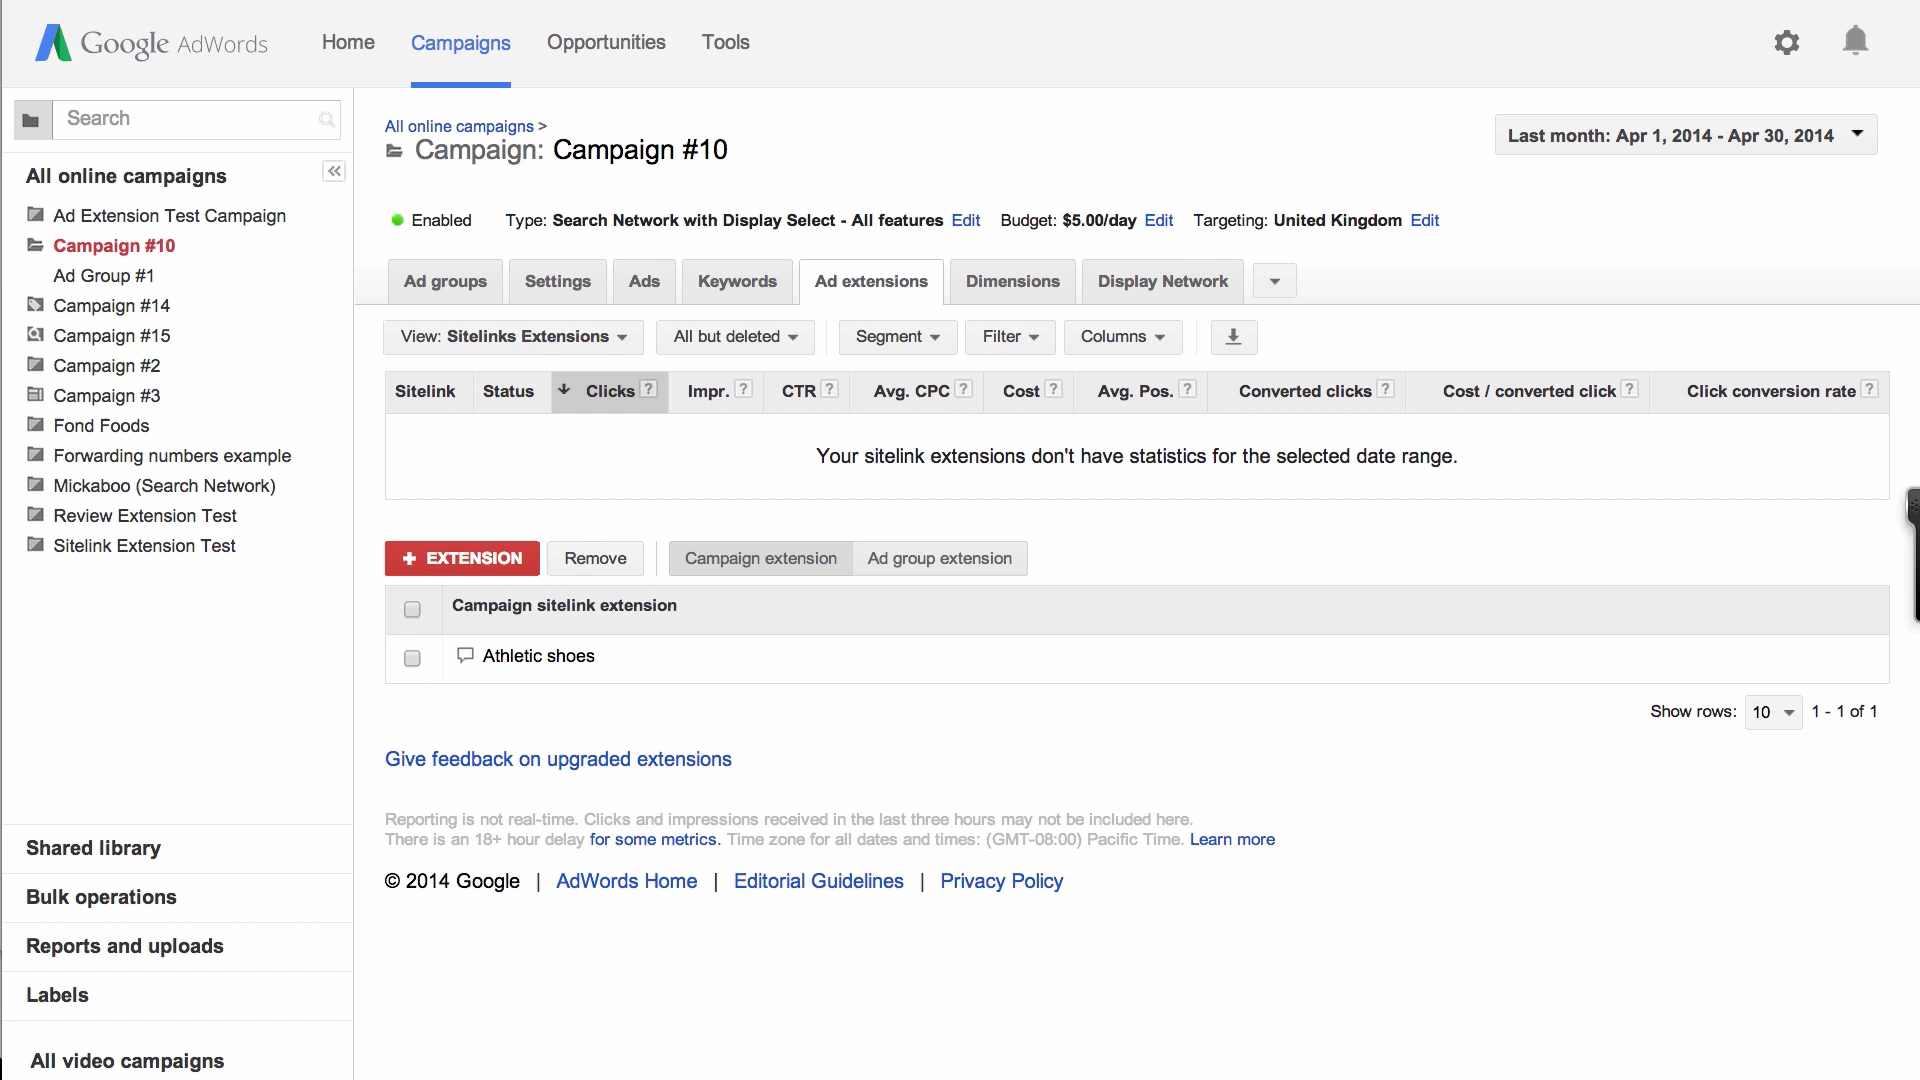 Google AdWords
Home Campaigns Opportunities Tools
Search
All online campaigns
Ad Extension Test Campaign
Campaign #10
Ad Group #1
Campaign #14
Campaign #15
Campaign #2
Campaign #3
Fond Foods
Forwarding numbers example
Mickaboo (Search Network)
Review Extension Test
Sitelink Extension Test
Shared library
Bulk operations
Reports and uploads
Labels
All video campaigns
All online campaigns >
Campaign: Campaign #10
Last month: Apr 1, 2014 - Apr 30, 2014
Enabled Type: Search Network with Display Select - All features Edit Budget: $5.00/day Edit Targeting: United Kingdom Edit
Ad groups Settings Ads Keywords Ad extensions Dimensions Display Network
View: Sitelinks Extensions All but deleted Segment Filter Columns
Sitelink Status Clicks ? Impr. ? CTR ? Avg. CPC ? Cost ? Avg. Pos. ? Converted clicks ? Cost / converted click ? Click conversion rate ?
Your sitelink extensions don't have statistics for the selected date range.
+ EXTENSION Remove Campaign extension Ad group extension
Campaign sitelink extension
Athletic shoes
Show rows: 10 1 - 1 of 1
Give feedback on upgraded extensions
Reporting is not real-time. Clicks and impressions received in the last three hours may not be included here.
There is an 18+ hour delay for some metrics. Time zone for all dates and times: (GMT-08:00) Pacific Time. Learn more
© 2014 Google | AdWords Home | Editorial Guidelines | Privacy Policy